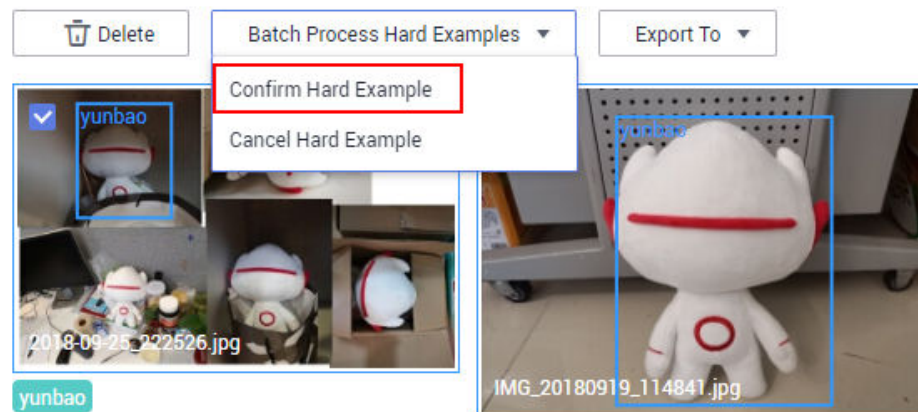 Delete
Batch Process Hard Examples
Export To
Confirm Hard Example
Cancel Hard Example
yunbao
yunbao
2018-09-25_222526.jpg
IMG_20180919_114841.jpg
yunbao